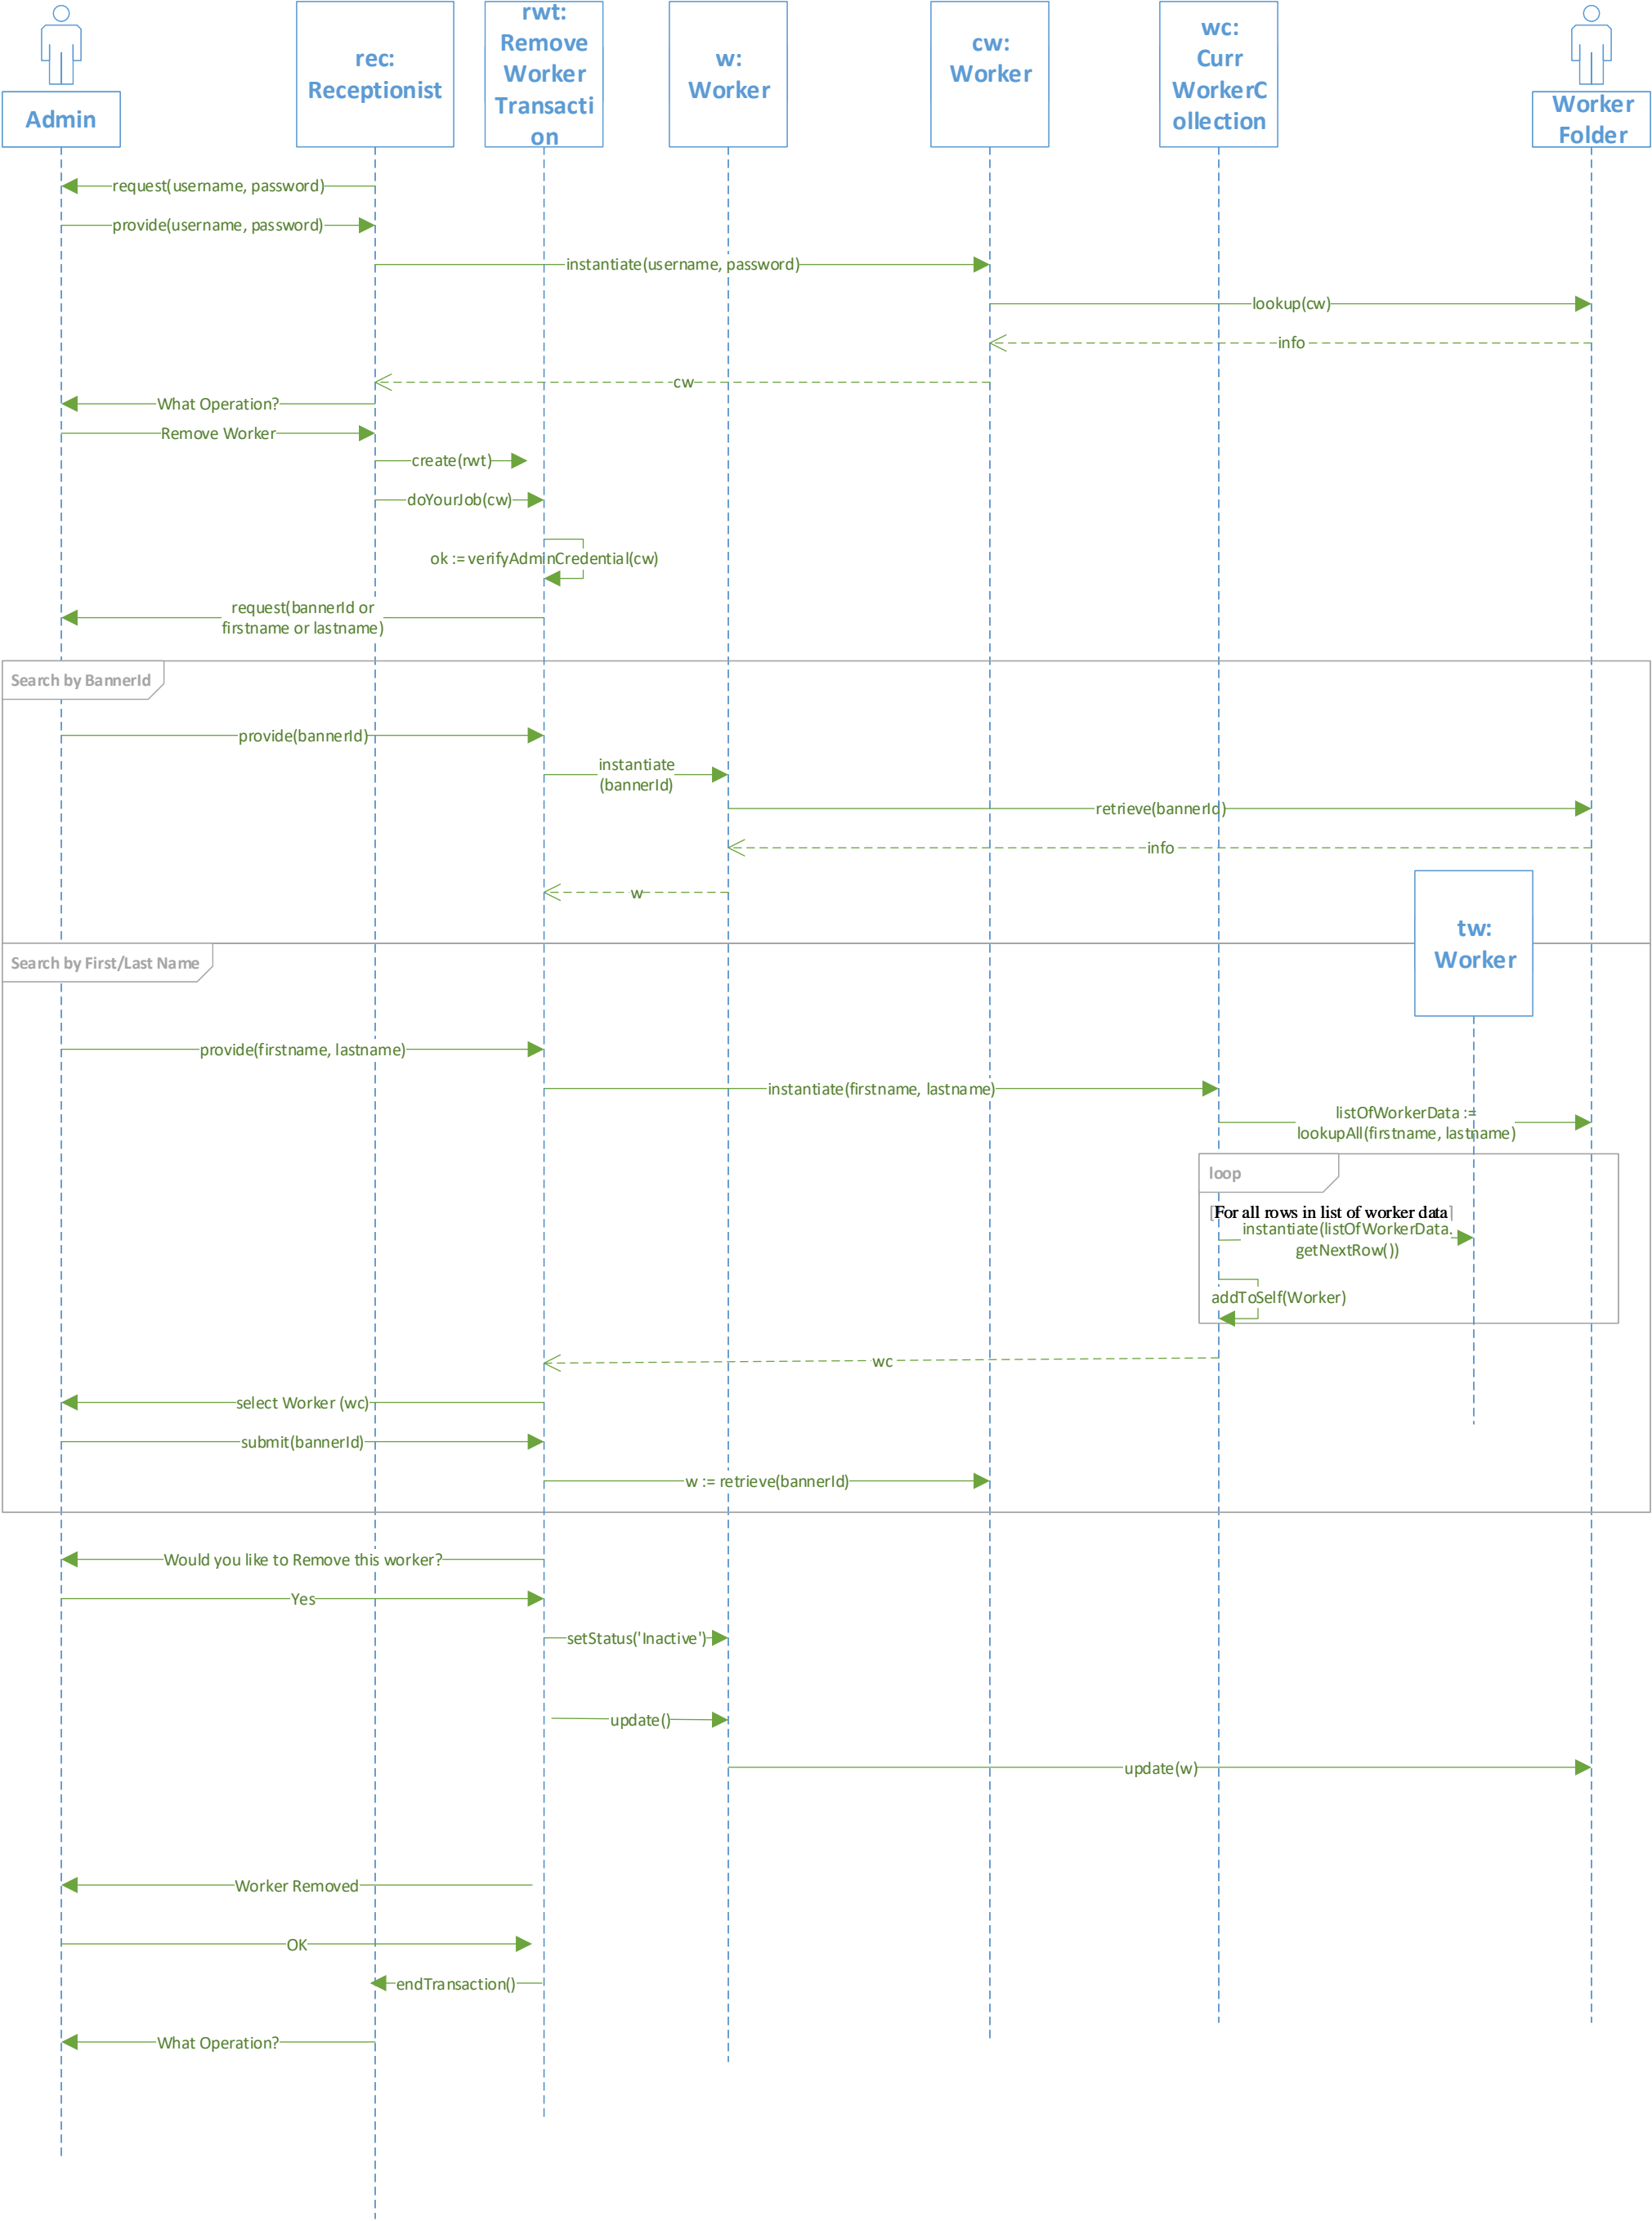 Admin
rec:
Receptionist
rwt:
Remove
Worker
Transacti
on
w:
Worker
cw:
Worker
wc:
Curr
WorkerC
ollection
Worker
Folder
request(username, password)
provide(username, password)
instantiate(username, password)
lookup(cw)
info
cw
What Operation?
Remove Worker
create(rwt)
doYourJob(cw)
ok := verifyAdminCredential(cw)
request(bannerId or
firstname or lastname)
Search by BannerId
provide(bannerId)
instantiate
(bannerId)
retrieve(bannerId)
info
w
tw:
Worker
Search by First/Last Name
provide(firstname, lastname)
instantiate(firstname, lastname)
listOfWorkerData :=
lookupAll(firstname, lastname)
loop
[For all rows in list of worker data]
instantiate(listOfWorkerData.
getNextRow())
addToSelf(Worker)
wc
select Worker (wc)
submit(bannerId)
w := retrieve(bannerId)
Would you like to Remove this worker?
Yes
setStatus('Inactive')
update()
update(w)
Worker Removed
OK
endTransaction()
What Operation?